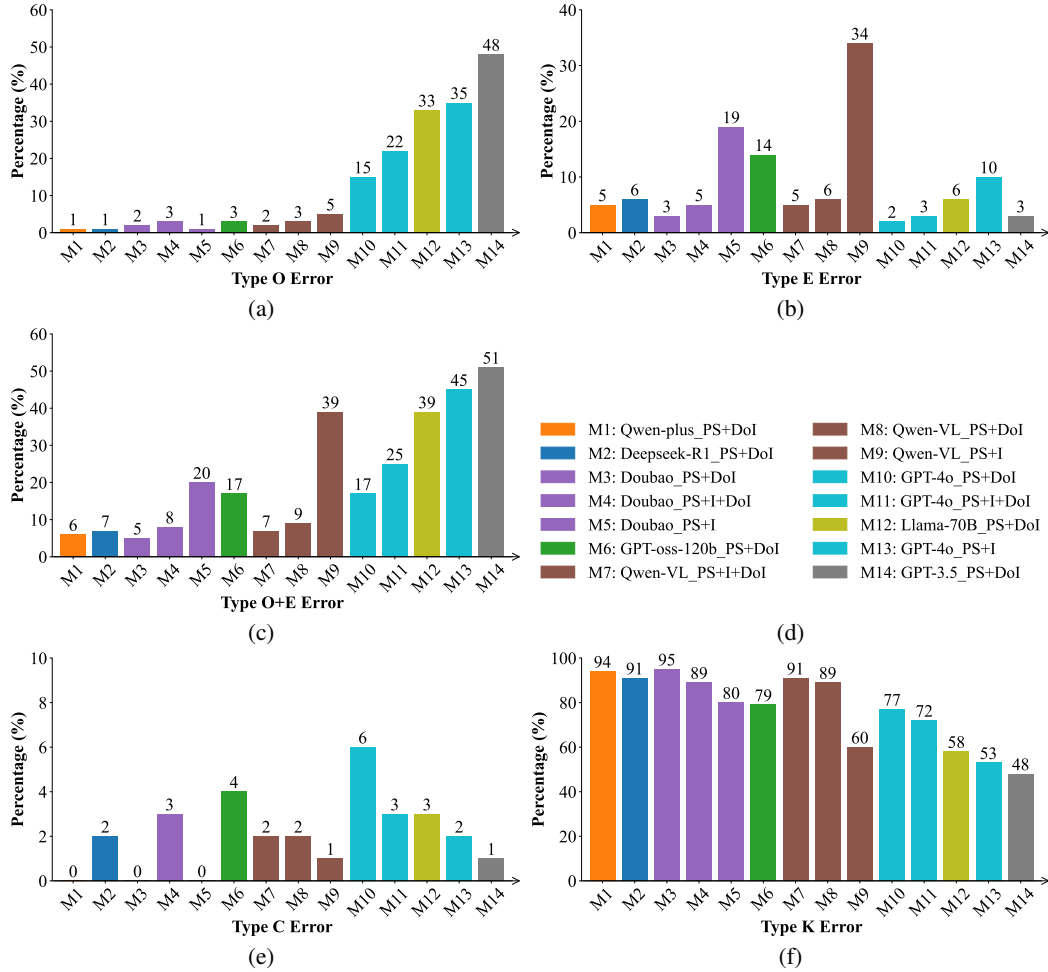 60
50
40
30
20
10
0
Percentage (%)
1 1 2 3 1 3 2 3 5 15 22 33 35 48
M1 M2 M3 M4 M5 M6 M7 M8 M9 M10 M11 M12 M13 M14
Type O Error
(a)
40
30
20
10
0
Percentage (%)
5 6 3 5 19 14 5 6 34 2 3 6 10 3
M1 M2 M3 M4 M5 M6 M7 M8 M9 M10 M11 M12 M13 M14
Type E Error
(b)
60
50
40
30
20
10
0
Percentage (%)
6 7 5 8 20 17 7 9 39 17 25 39 45 51
M1 M2 M3 M4 M5 M6 M7 M8 M9 M10 M11 M12 M13 M14
Type O+E Error
(c)
M1: Qwen-plus_PS+DoI
M2: Deepseek-R1_PS+DoI
M3: Doubao_PS+DoI
M4: Doubao_PS+I+DoI
M5: Doubao_PS+I
M6: GPT-oss-120b_PS+DoI
M7: Qwen-VL_PS+I+DoI
M8: Qwen-VL_PS+DoI
M9: Qwen-VL_PS+I
M10: GPT-4o_PS+DoI
M11: GPT-4o_PS+I+DoI
M12: Llama-70B_PS+DoI
M13: GPT-4o_PS+I
M14: GPT-3.5_PS+DoI
(d)
10
8
6
4
2
0
Percentage (%)
0 2 0 3 0 4 2 2 1 6 3 3 2 1
M1 M2 M3 M4 M5 M6 M7 M8 M9 M10 M11 M12 M13 M14
Type C Error
(e)
100
80
60
40
20
0
Percentage (%)
94 91 95 89 80 79 91 89 60 77 72 58 53 48
M1 M2 M3 M4 M5 M6 M7 M8 M9 M10 M11 M12 M13 M14
Type K Error
(f)